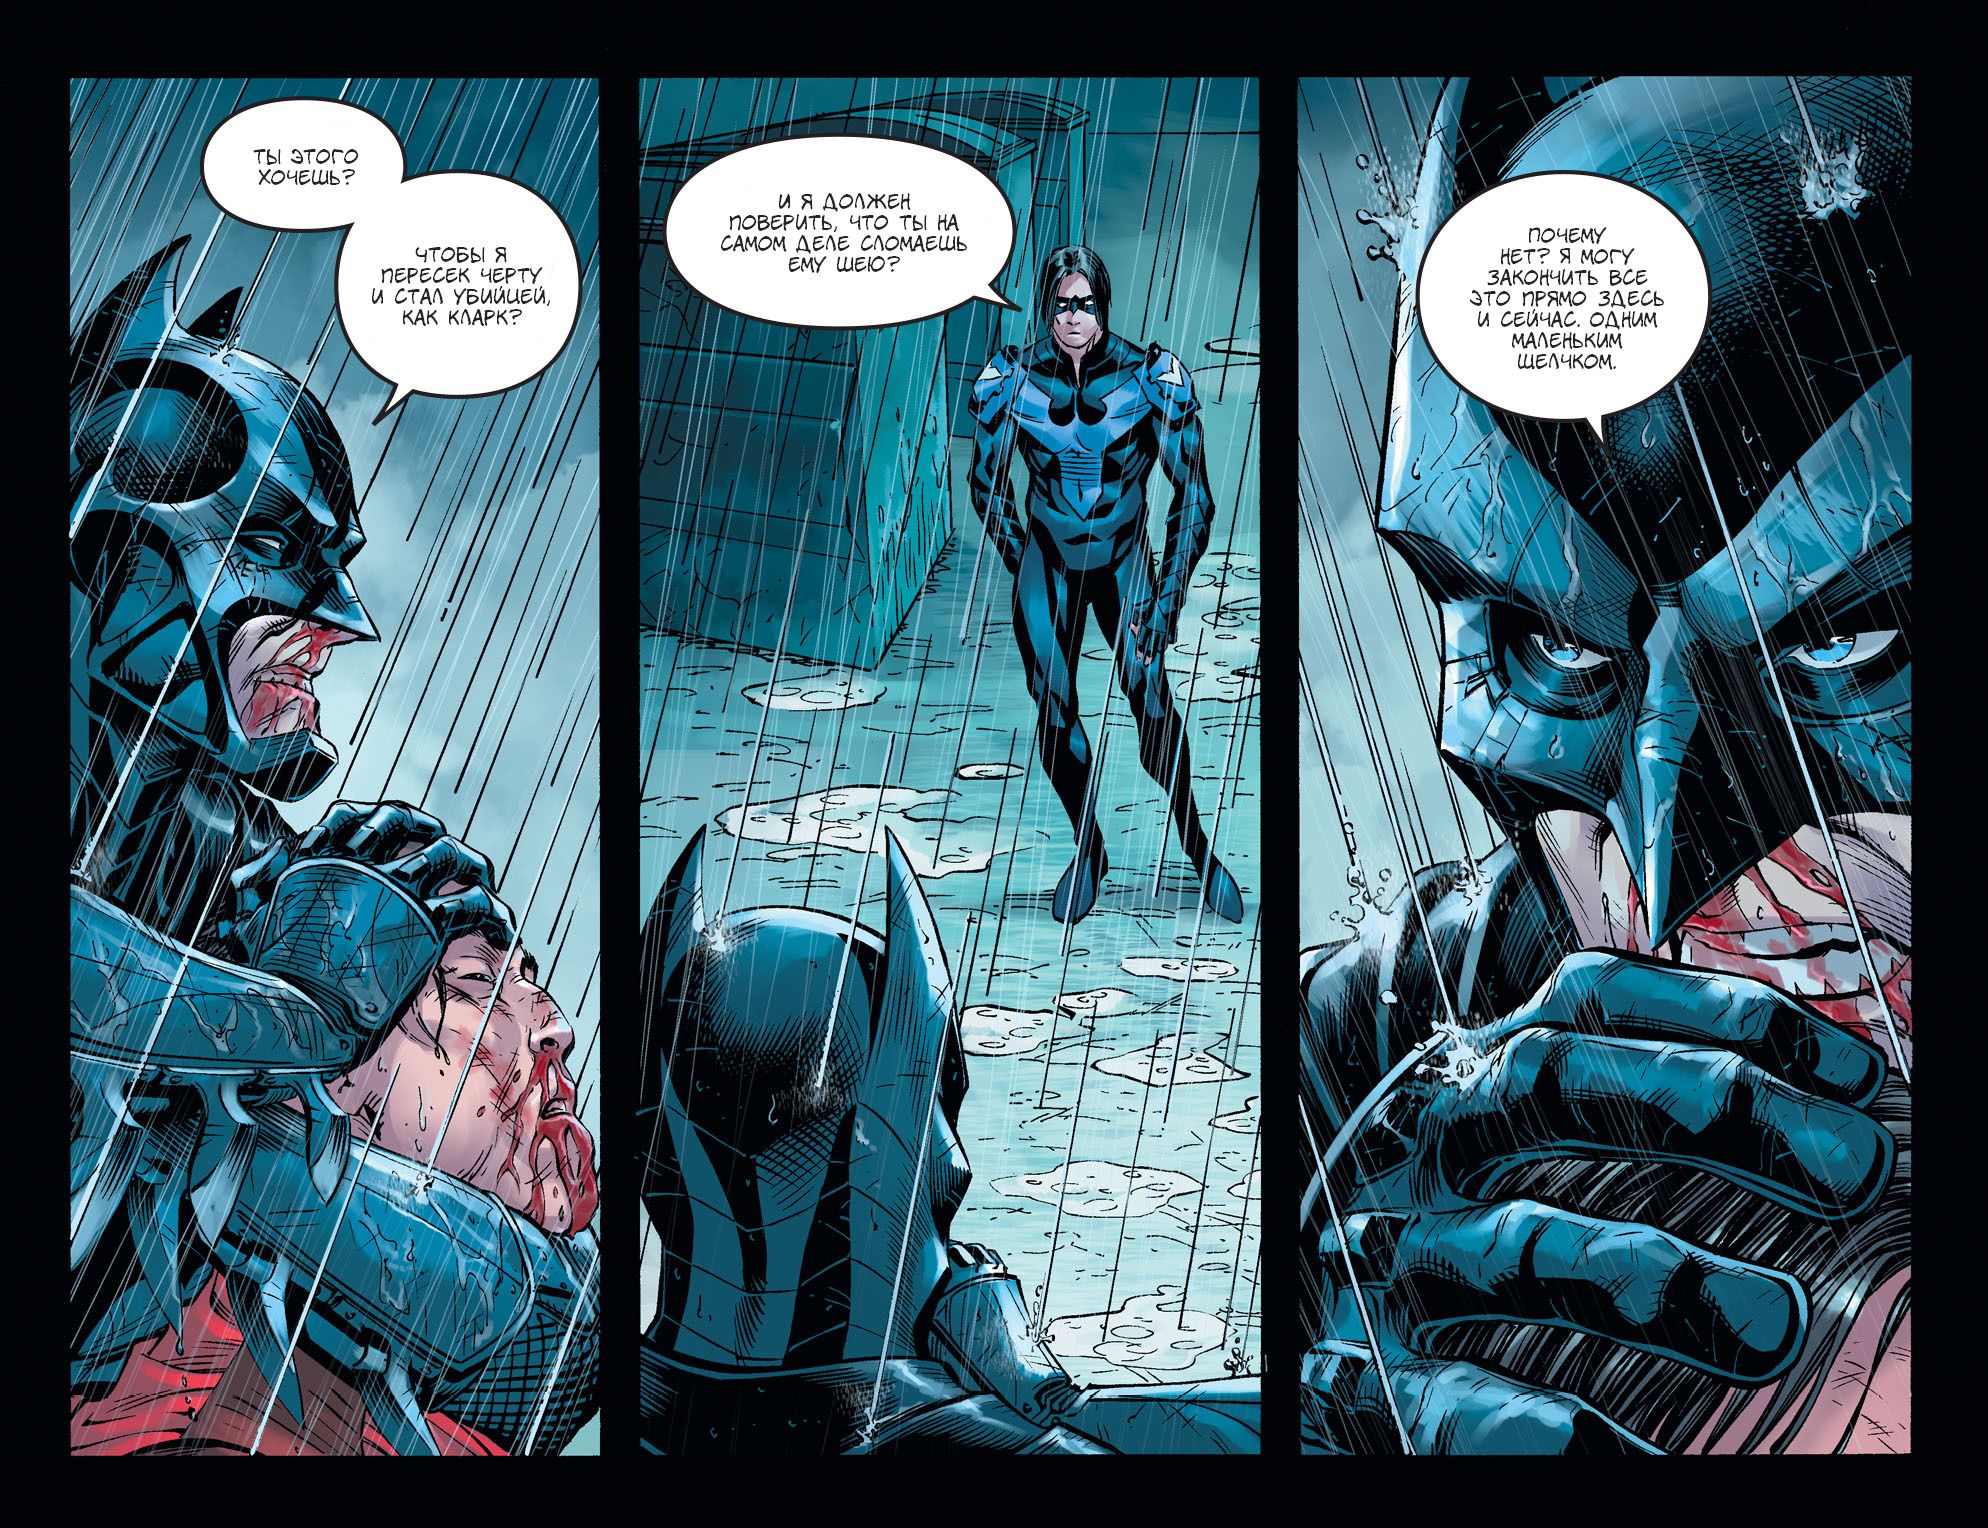 ТЫ ЭТОГО
ХОЧЕШЬ?
ЧТОБЫ Я
ПЕРЕСЕК ЧЕРТУ
И СТАЛ УБИЙЦЕЙ,
КАК КЛАРК?
И Я ДОЛЖЕН
ПОВЕРИТЬ, ЧТО ТЫ НА
САМОМ ДЕЛЕ СЛОМАЕШЬ
ЕМУ ШЕЮ?
ПОЧЕМУ
НЕТ? Я МОГУ
ЗАКОНЧИТЬ ВСЕ
ЭТО ПРЯМО ЗДЕСЬ
И СЕЙЧАС. ОДНИМ
МАЛЕНЬКИМ
ЩЕЛЧКОМ.